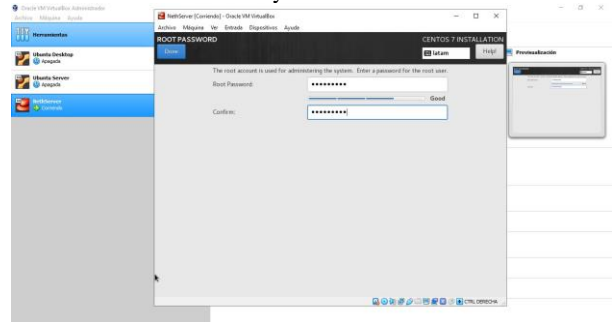 Oracle VM VirtualBox Administrador
Archivo Máquina Ayuda
Herramientas
Ubuntu Desktop
Apagada
Ubuntu Server
Apagada
NethServer
Corriendo
NethServer [Corriendo] - Oracle VM VirtualBox
Archivo Máquina Ver Entrada Dispositivos Ayuda
ROOT PASSWORD
CENTOS 7 INSTALLATION
Done
latam
Help!
The root account is used for administering the system. Enter a password for the root user.
Root Password:
•••••••••
Good
Confirm:
•••••••••
CTRL DERECHA
Previsualización